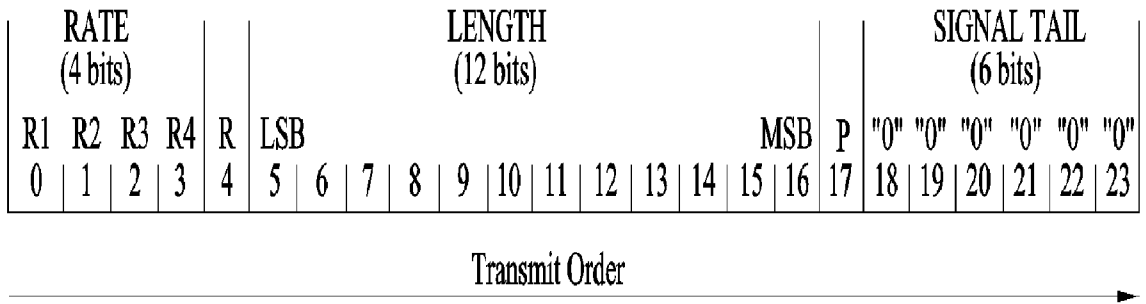 RATE LENGTH SIGNAL TAIL
(4 bits) (12 bits) (6 bits)
R1 R2 R3 R4 R LSB MSB P "0" "0" "0" "0" "0" "0"
0 1 2 3 4 5 6 7 8 9 10 11 12 13 14 15 16 17 18 19 20 21 22 23
Transmit Order